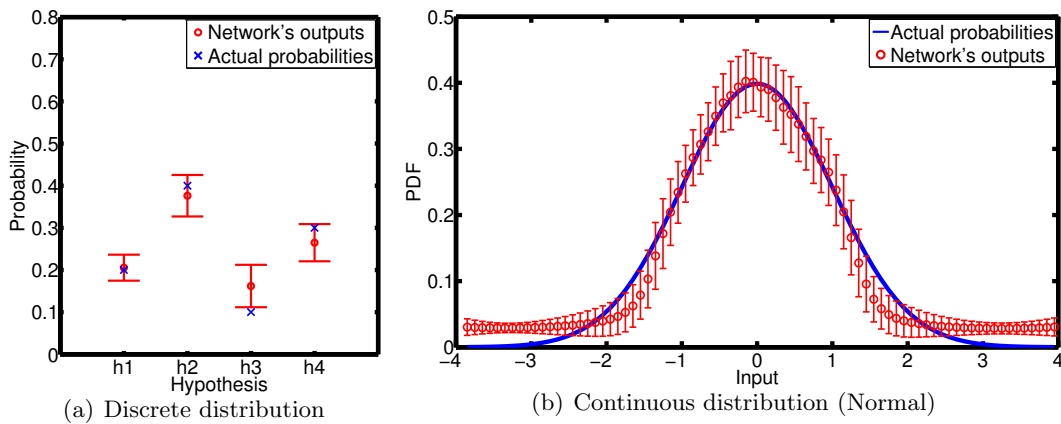 0.8
0.7
0.6
0.5
0.4
0.3
0.2
0.1
0
Probability
Network's outputs
Actual probabilities
h1 h2 h3 h4
Hypothesis
(a) Discrete distribution
0.5
0.4
0.3
0.2
0.1
0
PDF
Actual probabilities
Network's outputs
−4 −3 −2 −1 0 1 2 3 4
Input
(b) Continuous distribution (Normal)